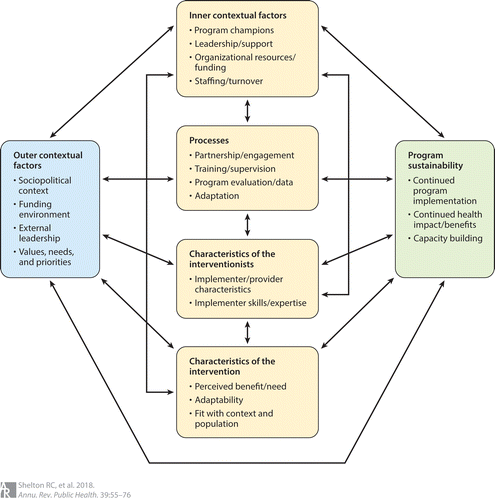 Inner contextual factors
• Program champions
• Leadership/support
• Organizational resources/
funding
• Staffing/turnover
Processes
• Partnership/engagement
• Training/supervision
• Program evaluation/data
• Adaptation
Outer contextual
factors
• Sociopolitical
context
• Funding
environment
• External
leadership
• Values, needs,
and priorities
Program
sustainability
• Continued
program
implementation
• Continued health
impact/benefits
• Capacity building
Characteristics of the
interventionists
• Implementer/provider
characteristics
• Implementer skills/expertise
Characteristics of the
intervention
• Perceived benefit/need
• Adaptability
• Fit with context and
population
AR
Shelton RC, et al. 2018.
Annu. Rev. Public Health. 39:55–76